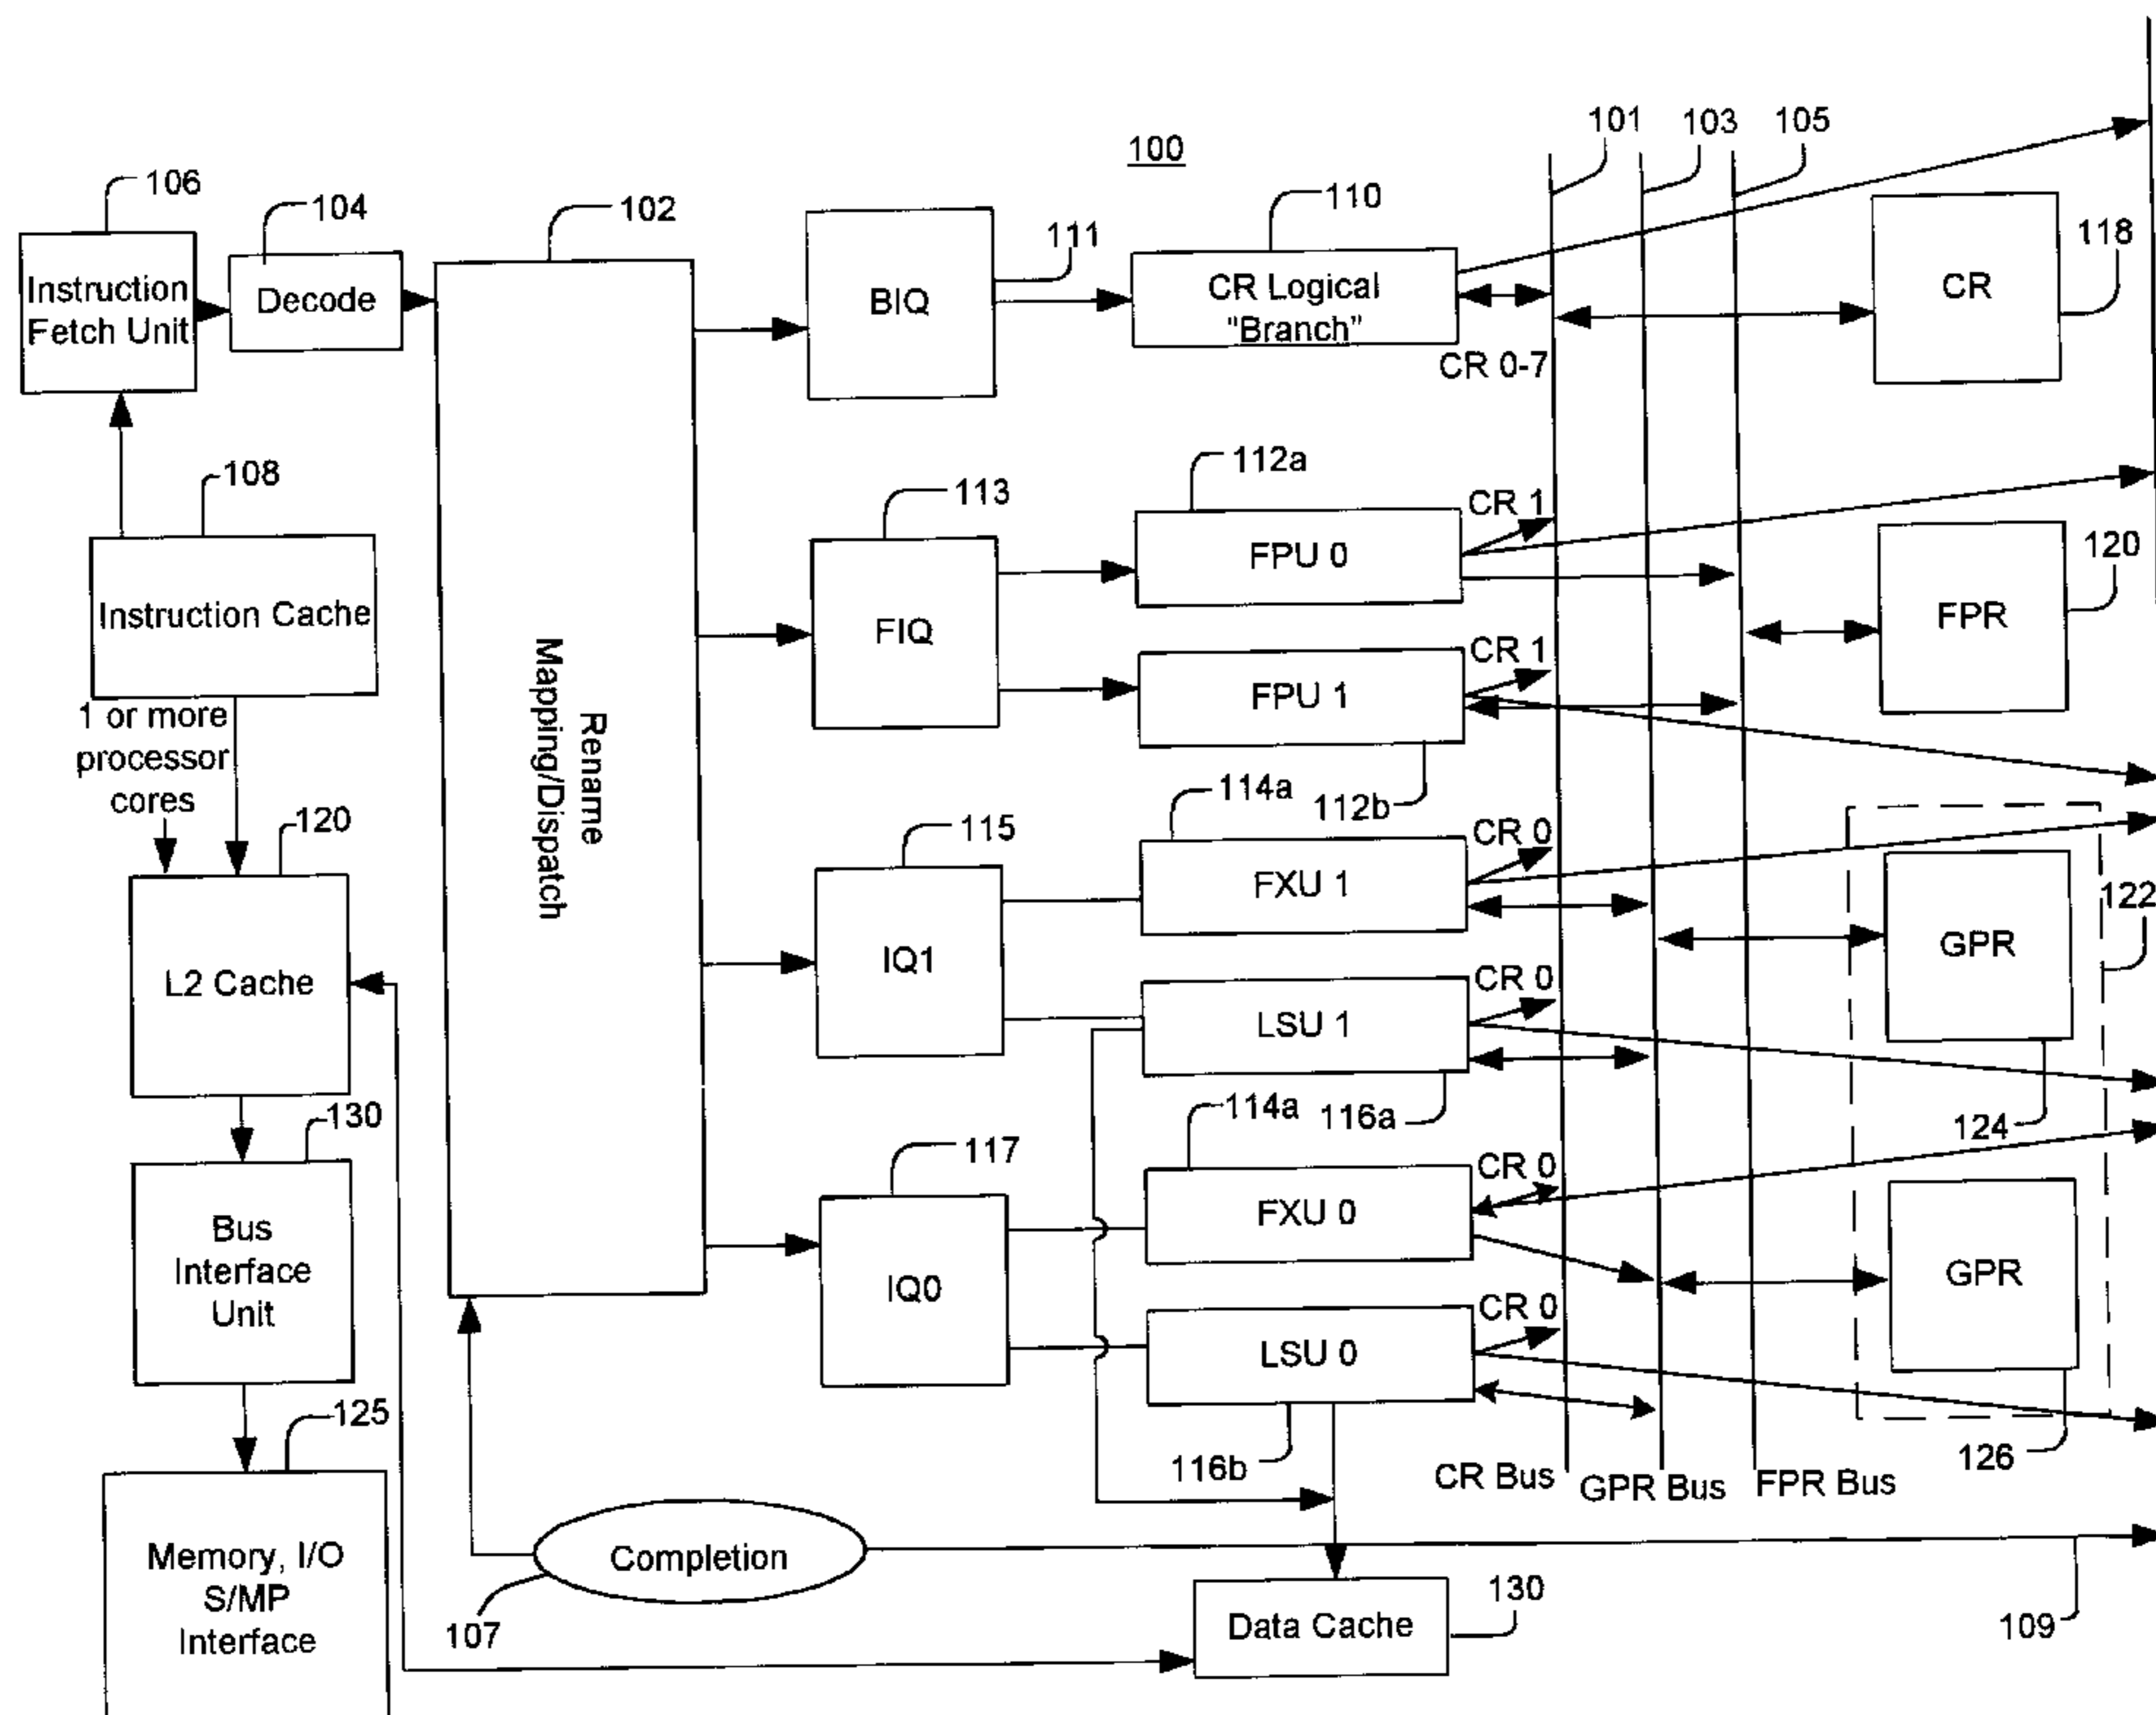 100
101
103
105
106
104
102
111
110
118
Instruction
Fetch Unit
Decode
BIQ
CR Logical
"Branch"
CR
CR 0-7
108
113
112a
CR 1
120
Instruction Cache
FIQ
FPU 0
FPR
CR 1
FPU 1
Rename
Mapping/Dispatch
1 or more
processor
cores
120
115
114a
112b
CR 0
122
FXU 1
GPR
L2 Cache
IQ1
CR 0
LSU 1
130
117
114a
116a
124
CR 0
Bus
Interface
Unit
IQ0
FXU 0
GPR
CR 0
LSU 0
125
116b
126
CR Bus
GPR Bus
FPR Bus
Memory, I/O
S/MP
Interface
Completion
107
Data Cache
130
109